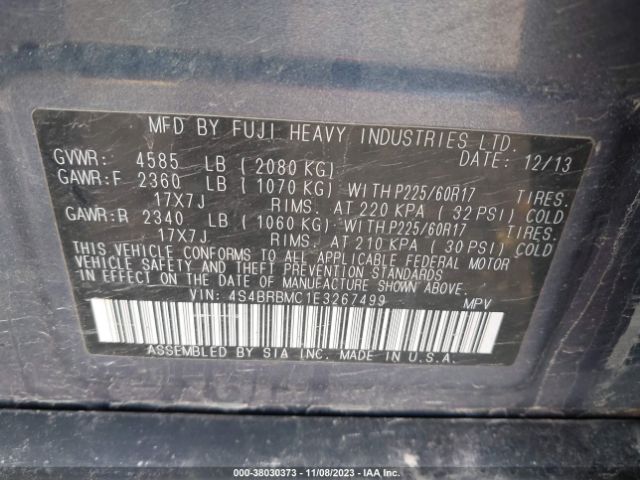 MFD BY FUJI HEAVY INDUSTRIES LTD.
GVWR: 4585 LB ( 2080 KG) DATE: 12/13
GAWR:F 2360 LB ( 1070 KG) WITH P225/60R17 TIRES.
17X7J RIMS. AT 220 KPA ( 32 PSI) COLD
GAWR:R 2340 LB ( 1060 KG) WITH P225/60R17 TIRES.
17X7J RIMS. AT 210 KPA ( 30 PSI) COLD
THIS VEHICLE CONFORMS TO ALL APPLICABLE FEDERAL MOTOR
VEHICLE SAFETY AND THEFT PREVENTION STANDARDS
IN EFFECT ON THE DATE OF MANUFACTURE SHOWN ABOVE.
VIN: 4S4BRBMC1E3267499 MPV
ASSEMBLED BY SIA INC. MADE IN U.S.A.
000-38030373 - 11/08/2023 - IAA Inc.